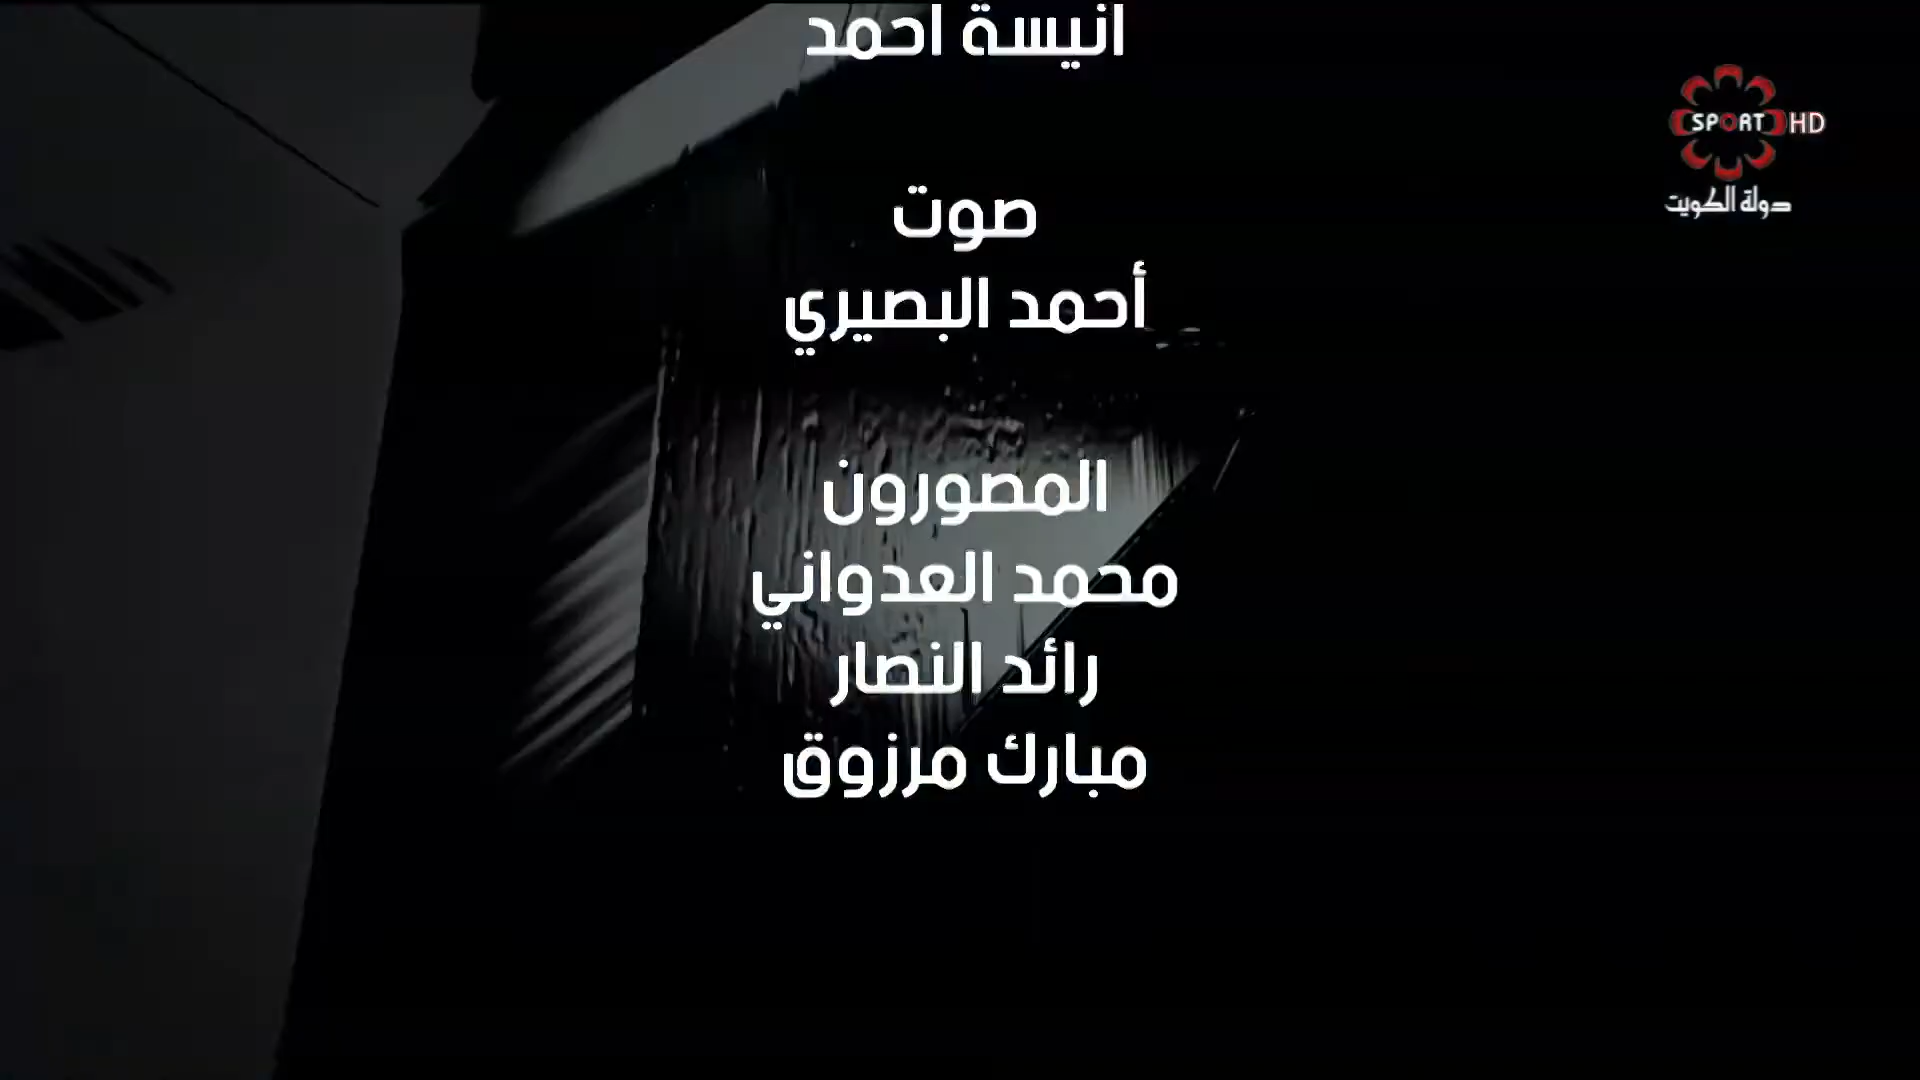 انيسة احمد
SPORT HD
دولة الكويت
صوت
أحمد البصيري
المصورون
محمد العدواني
رائد النصار
مبارك مرزوق